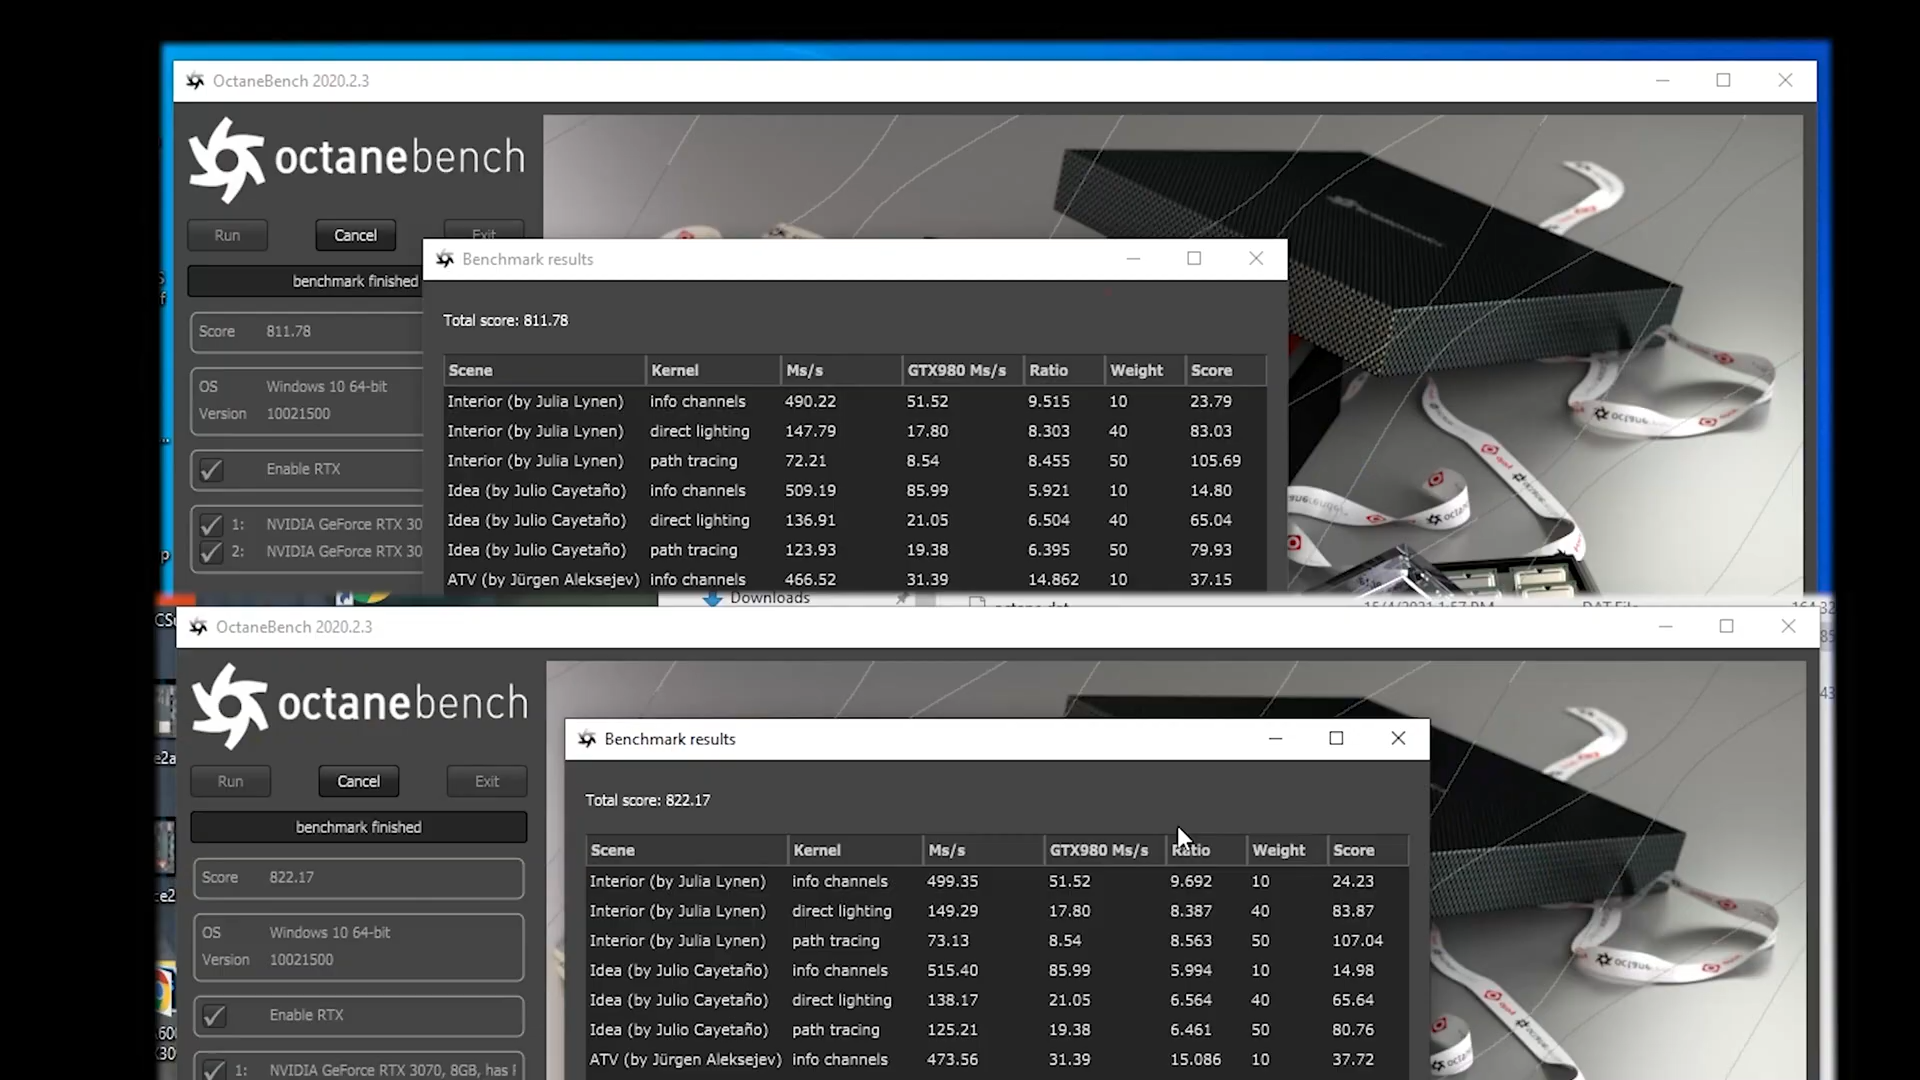 OctaneBench 2020.2.3
octanebench
Run Cancel Exit
benchmark finished
Score 811.78
OS Windows 10 64-bit
Version 10021500
Enable RTX
1: NVIDIA GeForce RTX 30
2: NVIDIA GeForce RTX 30
Benchmark results
Total score: 811.78
Scene Kernel Ms/s GTX980 Ms/s Ratio Weight Score
Interior (by Julia Lynen) info channels 490.22 51.52 9.515 10 23.79
Interior (by Julia Lynen) direct lighting 147.79 17.80 8.303 40 83.03
Interior (by Julia Lynen) path tracing 72.21 8.54 8.455 50 105.69
Idea (by Julio Cayetaño) info channels 509.19 85.99 5.921 10 14.80
Idea (by Julio Cayetaño) direct lighting 136.91 21.05 6.504 40 65.04
Idea (by Julio Cayetaño) path tracing 123.93 19.38 6.395 50 79.93
ATV (by Jürgen Aleksejev) info channels 466.52 31.39 14.862 10 37.15
Downloads
OctaneBench 2020.2.3
octanebench
Run Cancel Exit
benchmark finished
Score 822.17
OS Windows 10 64-bit
Version 10021500
Enable RTX
1: NVIDIA GeForce RTX 3070, 8GB, has
Benchmark results
Total score: 822.17
Scene Kernel Ms/s GTX980 Ms/s Ratio Weight Score
Interior (by Julia Lynen) info channels 499.35 51.52 9.692 10 24.23
Interior (by Julia Lynen) direct lighting 149.29 17.80 8.387 40 83.87
Interior (by Julia Lynen) path tracing 73.13 8.54 8.563 50 107.04
Idea (by Julio Cayetaño) info channels 515.40 85.99 5.994 10 14.98
Idea (by Julio Cayetaño) direct lighting 138.17 21.05 6.564 40 65.64
Idea (by Julio Cayetaño) path tracing 125.21 19.38 6.461 50 80.76
ATV (by Jürgen Aleksejev) info channels 473.56 31.39 15.086 10 37.72